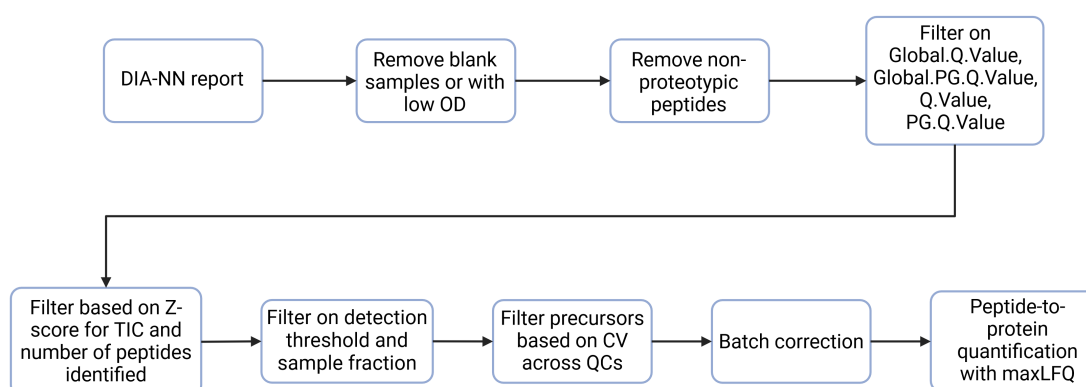 DIA-NN report
Remove blank
samples or with
low OD
Remove non-
proteotypic
peptides
Filter on
Global.Q.Value,
Global.PG.Q.Value,
Q.Value,
PG.Q.Value
Filter based on Z-
score for TIC and
number of peptides
identified
Filter on detection
threshold and
sample fraction
Filter precursors
based on CV
across QCs
Batch correction
Peptide-to-
protein
quantification
with maxLFQ